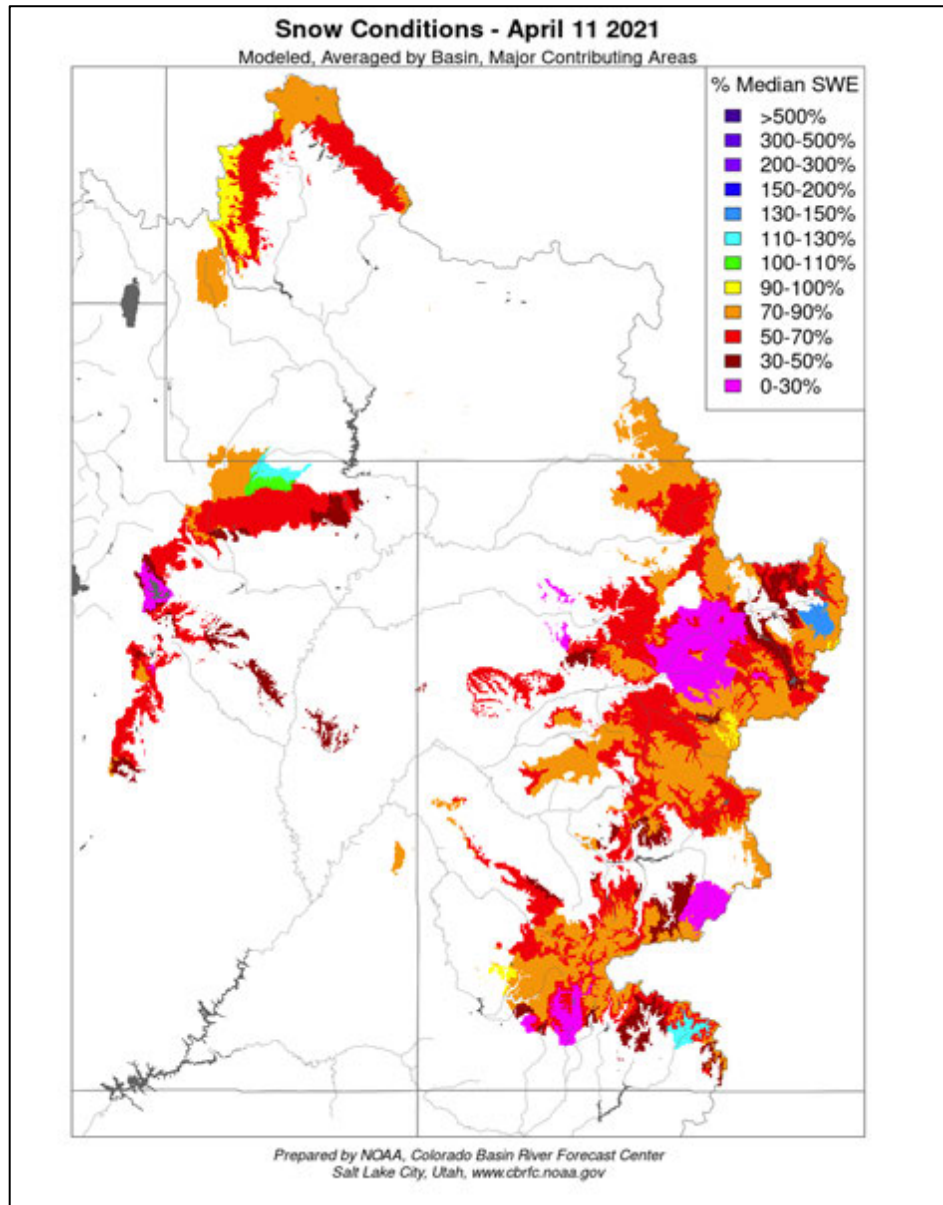 Snow Conditions - April 11 2021
Modeled, Averaged by Basin, Major Contributing Areas
% Median SWE
>500%
300-500%
200-300%
150-200%
130-150%
110-130%
100-110%
90-100%
70-90%
50-70%
30-50%
0-30%
Prepared by NOAA, Colorado Basin River Forecast Center
Salt Lake City, Utah, www.cbrfc.noaa.gov